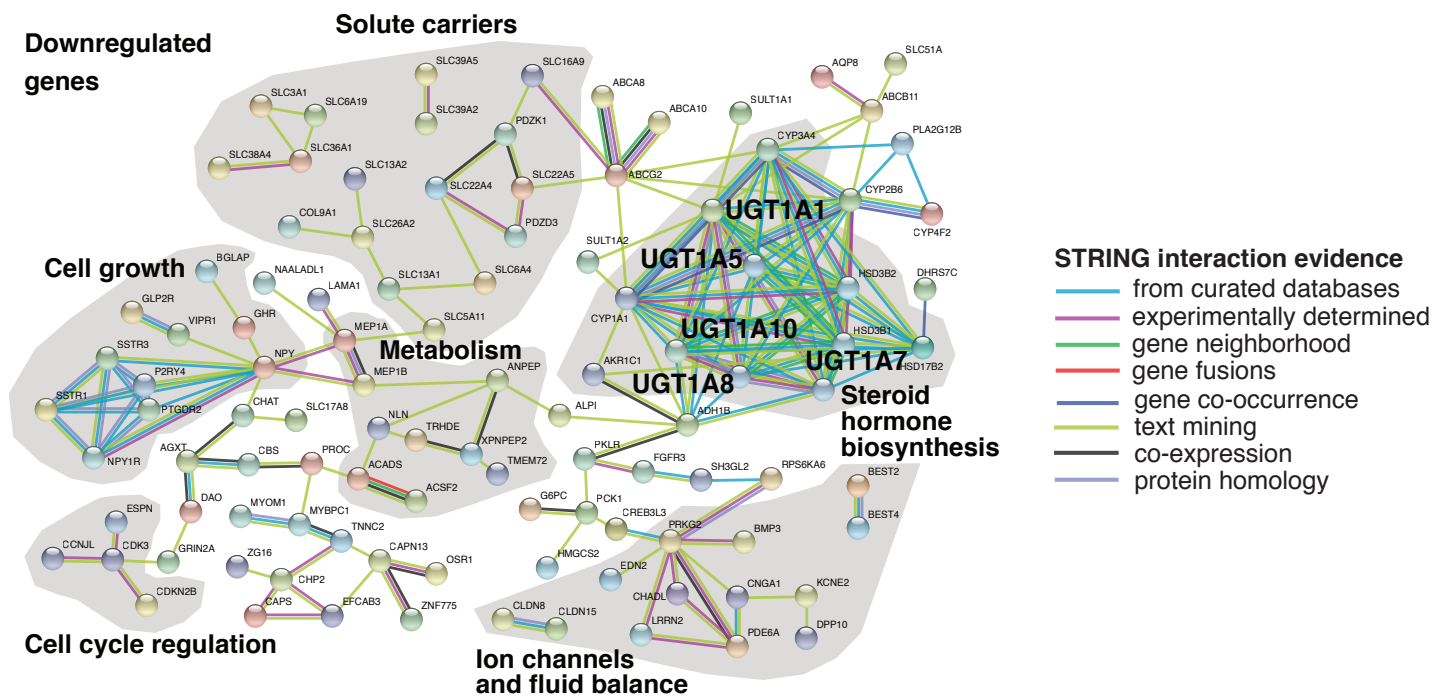 Downregulated
genes
Solute carriers
SLC39A5
SLC16A9
SLC3A1
SLC6A19
SLC39A2
PDZK1
SLC38A4
SLC36A1
SLC13A2
SLC22A4
SLC22A5
COL9A1
SLC26A2
PDZD3
SLC13A1
SLC6A4
SLC5A11
ABCA8
ABCA10
ABCG2
SULT1A1
AQP8
SLC51A
ABCB11
PLA2G12B
CYP3A4
CYP2B6
CYP4F2
UGT1A1
SULT1A2
UGT1A5
HSD3B2
DHRS7C
CYP1A1
UGT1A10
HSD3B1
UGT1A7
HSD17B2
AKR1C1
UGT1A8
ADH1B
Steroid
hormone
biosynthesis
Cell growth
BGLAP
NAALADL1
LAMA1
GLP2R
VIPR1
GHR
MEP1A
SSTR3
NPY
P2RY4
MEP1B
SSTR1
PTGDR2
NPY1R
CHAT
SLC17A8
Metabolism
ANPEP
NLN
TRHDE
XPNPEP2
TMEM72
ACADS
ACSF2
ALPI
AGXT
CBS
PROC
DAO
MYOM1
MYBPC1
TNNC2
ESPN
CCNJL
CDK3
GRIN2A
CDKN2B
ZG16
CHP2
CAPN13
OSR1
CAPS
EFCAB3
ZNF775
Cell cycle regulation
PKLR
FGFR3
SH3GL2
RPS6KA6
G6PC
PCK1
CREB3L3
PRKG2
BMP3
HMGCS2
EDN2
BEST2
BEST4
CHADL
CNGA1
KCNE2
CLDN8
CLDN15
LRRN2
PDE6A
DPP10
Ion channels
and fluid balance
STRING interaction evidence
from curated databases
experimentally determined
gene neighborhood
gene fusions
gene co-occurrence
text mining
co-expression
protein homology